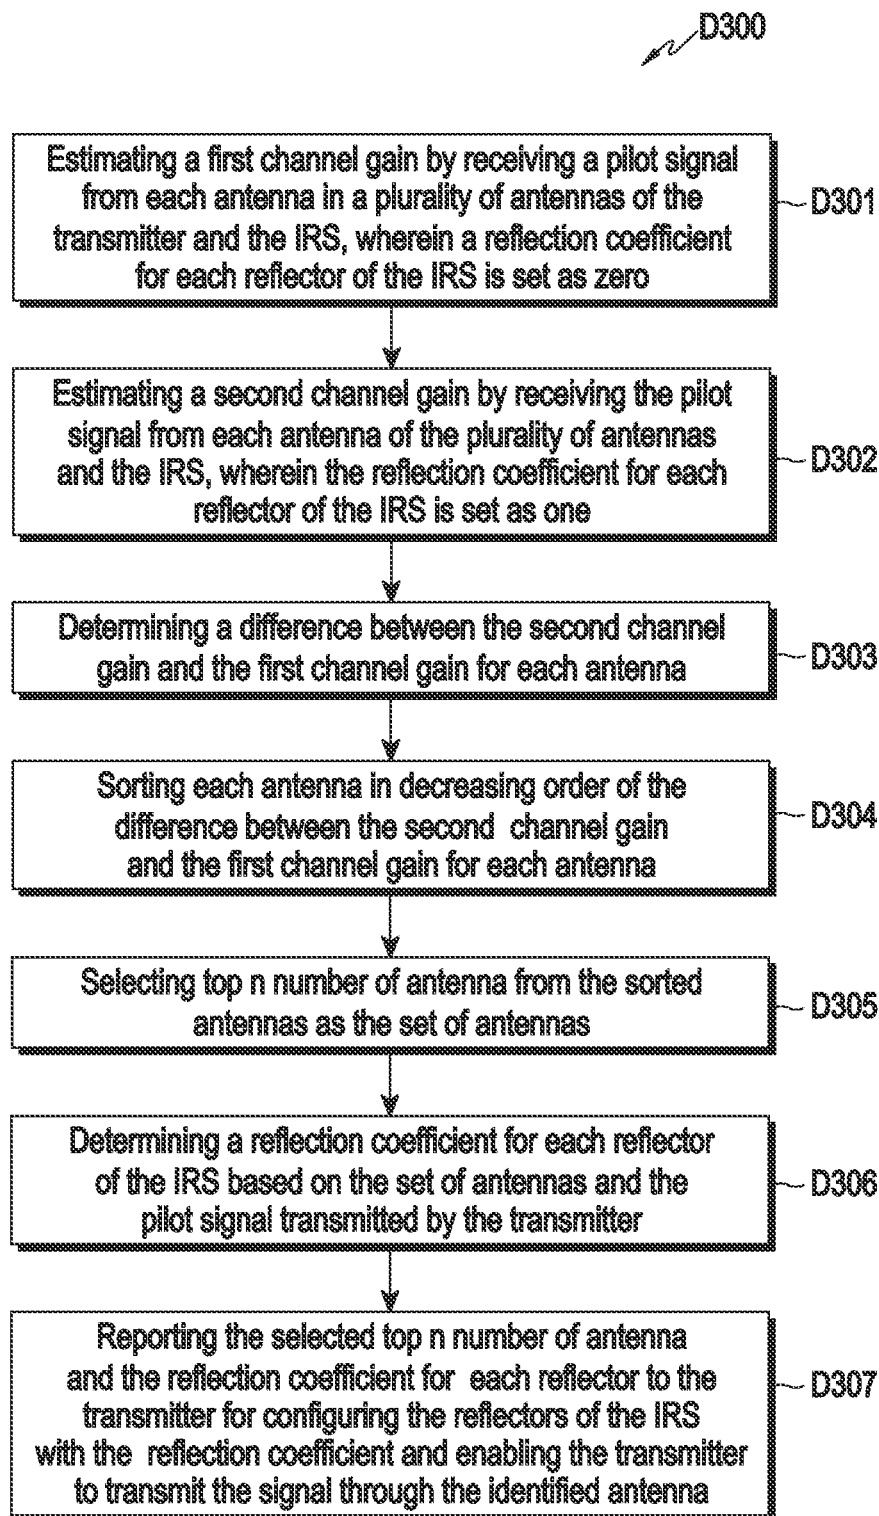 D300
Estimating a first channel gain by receiving a pilot signal
from each antenna in a plurality of antennas of the
transmitter and the IRS, wherein a reflection coefficient
for each reflector of the IRS is set as zero
D301
Estimating a second channel gain by receiving the pilot
signal from each antenna of the plurality of antennas
and the IRS, wherein the reflection coefficient for each
reflector of the IRS is set as one
D302
Determining a difference between the second channel
gain and the first channel gain for each antenna
D303
Sorting each antenna in decreasing order of the
difference between the second channel gain
and the first channel gain for each antenna
D304
Selecting top n number of antenna from the sorted
antennas as the set of antennas
D305
Determining a reflection coefficient for each reflector
of the IRS based on the set of antennas and the
pilot signal transmitted by the transmitter
D306
Reporting the selected top n number of antenna
and the reflection coefficient for each reflector to the
transmitter for configuring the reflectors of the IRS
with the reflection coefficient and enabling the transmitter
to transmit the signal through the identified antenna
D307